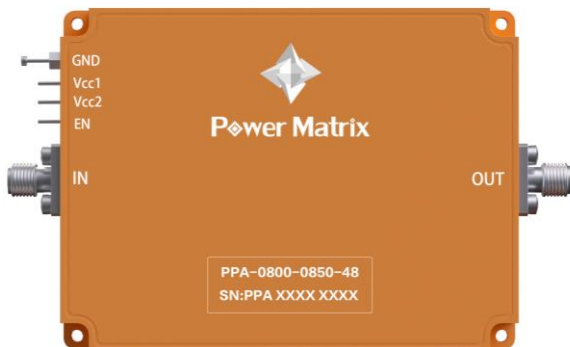 GND
Vcc1
Vcc2
EN
Power Matrix
IN
OUT
PPA-0800-0850-48
SN:PPA XXXX XXXX